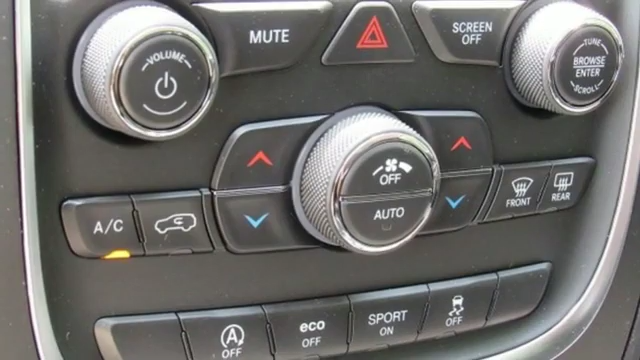 VOLUME
MUTE
SCREEN
OFF
TUNE
BROWSE
ENTER
SCROLL
OFF
AUTO
A/C
FRONT
REAR
A
OFF
eco
OFF
SPORT
ON
OFF